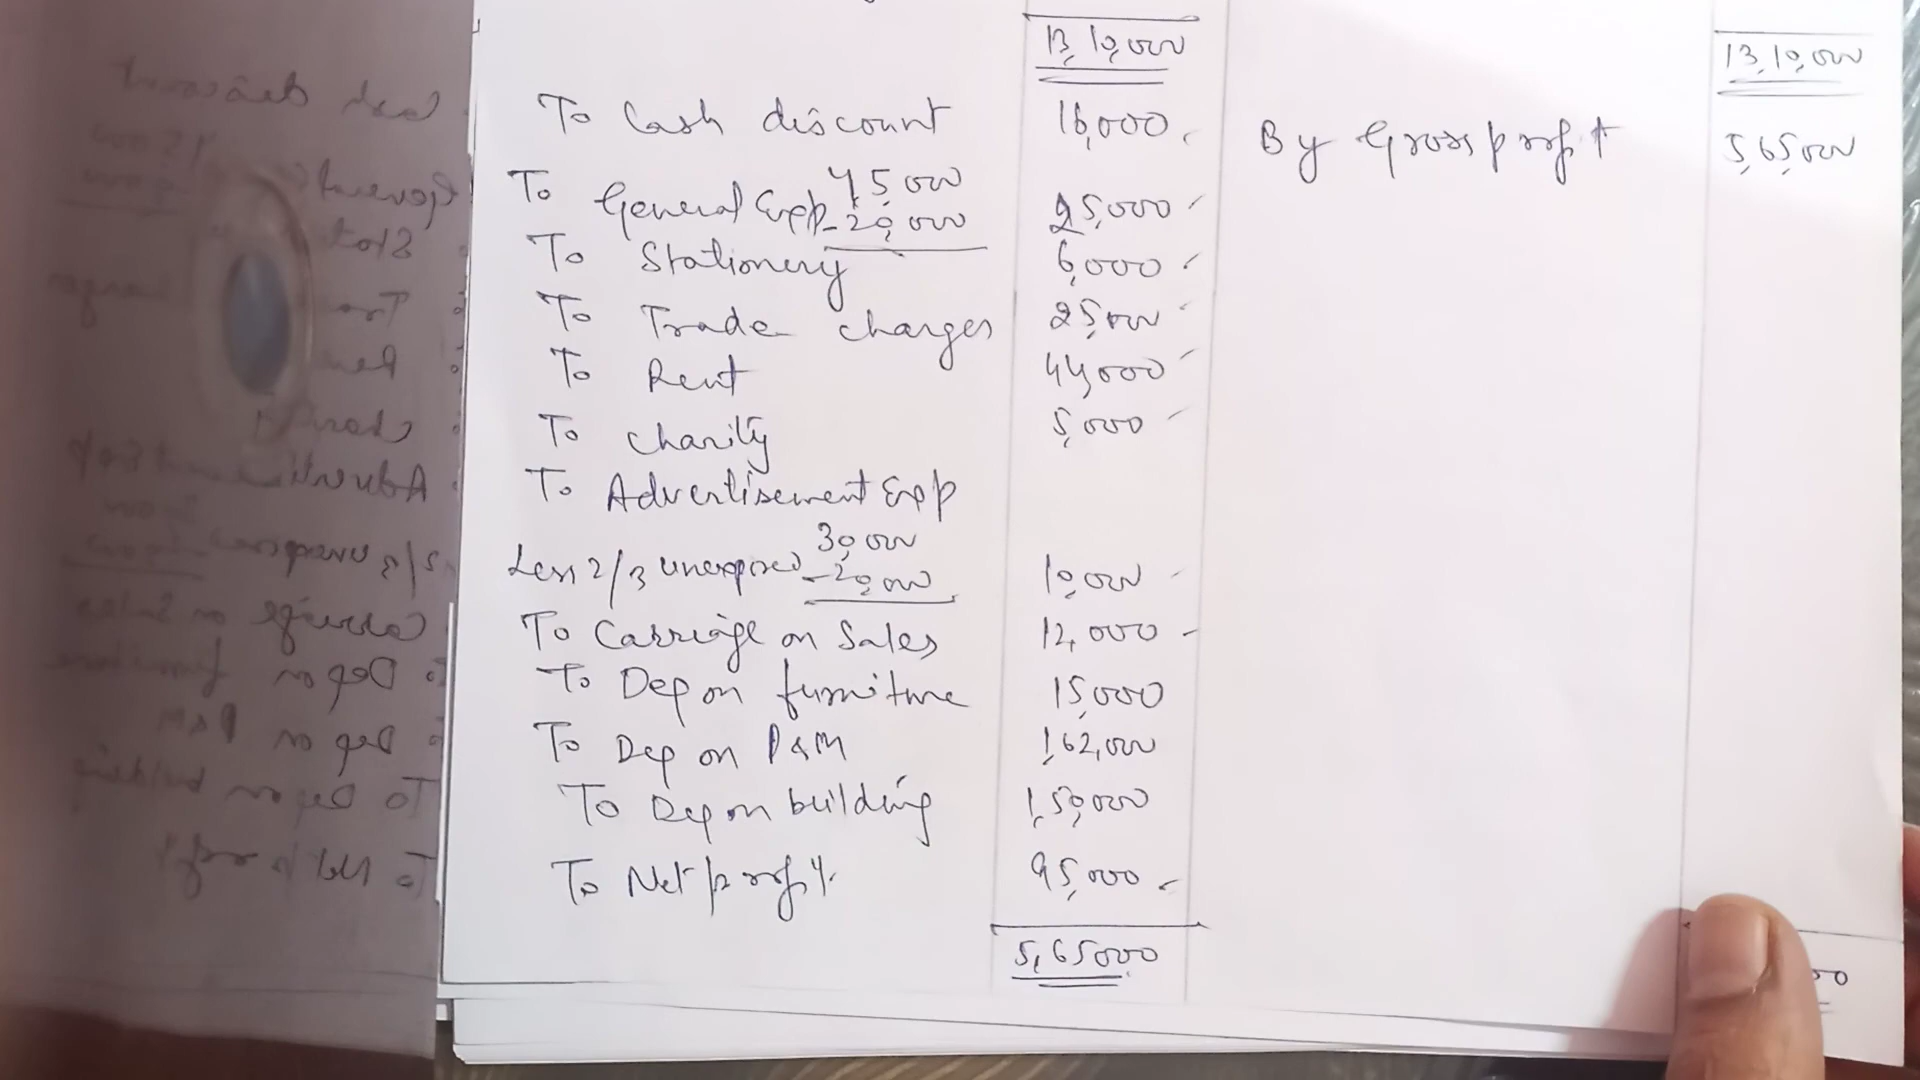 13,10,000 13,10,000
To Cash discount 16,000 By Gross profit 5,65,000
To General Exp 45,000
-20,000 25,000
To Stationery 6,000
To Trade charges 25,000
To Rent 44,000
To charity 5,000
To Advertisement Exp
30,000
Less 2/3 unexpired -20,000 10,000
To Carriage on Sales 12,000
To Dep on furniture 15,000
To Dep on P&M 1,62,000
To Dep on building 1,50,000
To Net profit 95,000
5,65000